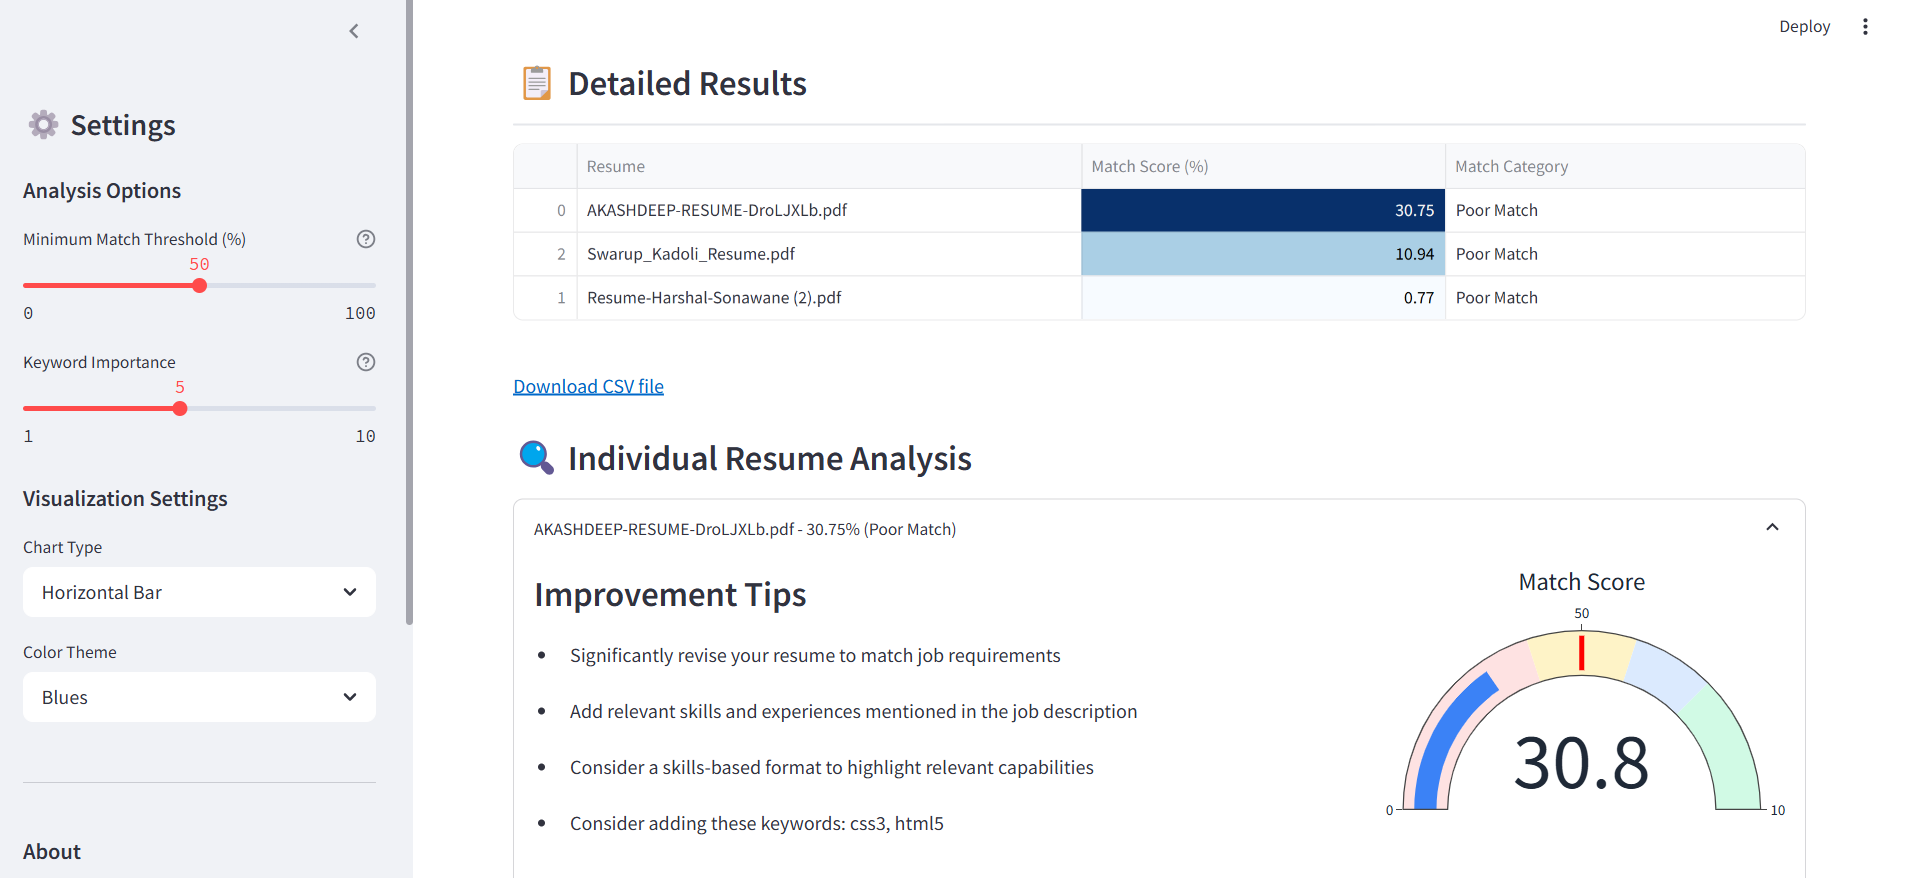 Deploy
Settings
Analysis Options
Minimum Match Threshold (%)
50
0 100
Keyword Importance
5
1 10
Visualization Settings
Chart Type
Horizontal Bar
Color Theme
Blues
About
Detailed Results
Resume Match Score (%) Match Category
0 AKASHDEEP-RESUME-DroLJXLb.pdf 30.75 Poor Match
2 Swarup_Kadoli_Resume.pdf 10.94 Poor Match
1 Resume-Harshal-Sonawane (2).pdf 0.77 Poor Match
Download CSV file
Individual Resume Analysis
AKASHDEEP-RESUME-DroLJXLb.pdf - 30.75% (Poor Match)
Improvement Tips
Significantly revise your resume to match job requirements
Add relevant skills and experiences mentioned in the job description
Consider a skills-based format to highlight relevant capabilities
Consider adding these keywords: css3, html5
Match Score
50
30.8
0 10